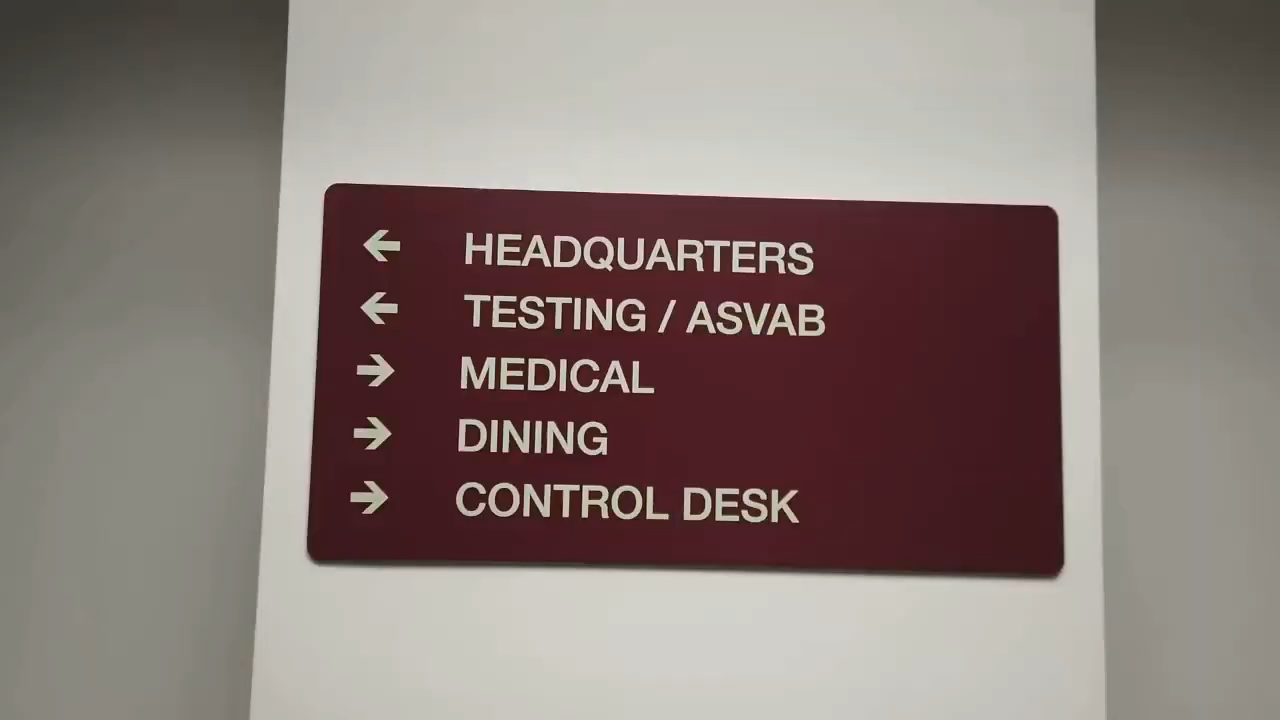 ← HEADQUARTERS
← TESTING / ASVAB
→ MEDICAL
→ DINING
→ CONTROL DESK